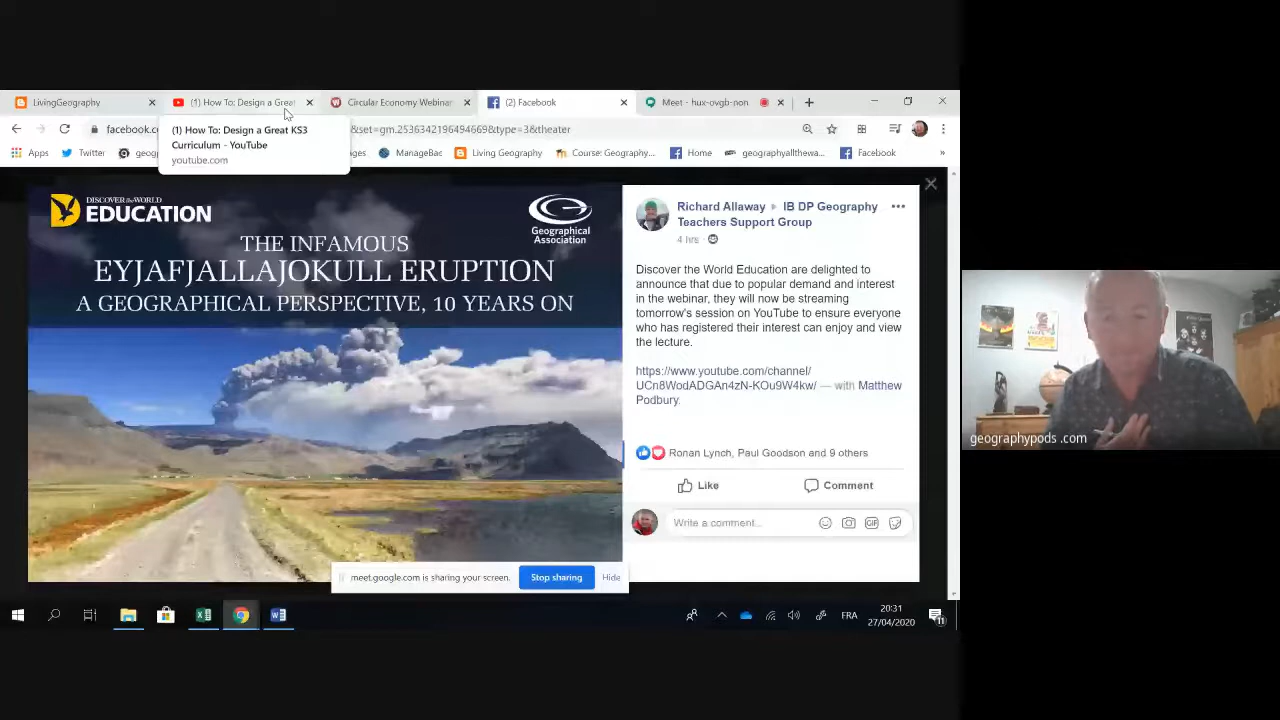 LivingGeography
(1) How To: Design a Great
Circular Economy Webinar
(2) Facebook
Meet - hux-ovgb-non
(1) How To: Design a Great KS3
Curriculum - YouTube
youtube.com
facebook.co
&set=gm.2536342196494669&type=3&theater
Apps
Twitter
geog
ages
ManageBac
Living Geography
Course: Geography...
Home
geographyallthewa...
Facebook
»
DISCOVER the WORLD
EDUCATION
Geographical
Association
THE INFAMOUS
EYJAFJALLAJOKULL ERUPTION
A GEOGRAPHICAL PERSPECTIVE, 10 YEARS ON
Richard Allaway ▸ IB DP Geography
Teachers Support Group
4 hrs ·
Discover the World Education are delighted to
announce that due to popular demand and interest
in the webinar, they will now be streaming
tomorrow's session on YouTube to ensure everyone
who has registered their interest can enjoy and view
the lecture.
https://www.youtube.com/channel/
UCn8WodADGAn4zN-KOu9W4kw/ — with Matthew
Podbury.
Ronan Lynch, Paul Goodson and 9 others
Like
Comment
Write a comment...
GIF
meet.google.com is sharing your screen.
Stop sharing
Hide
FRA
20:31
27/04/2020
11
geographypods .com